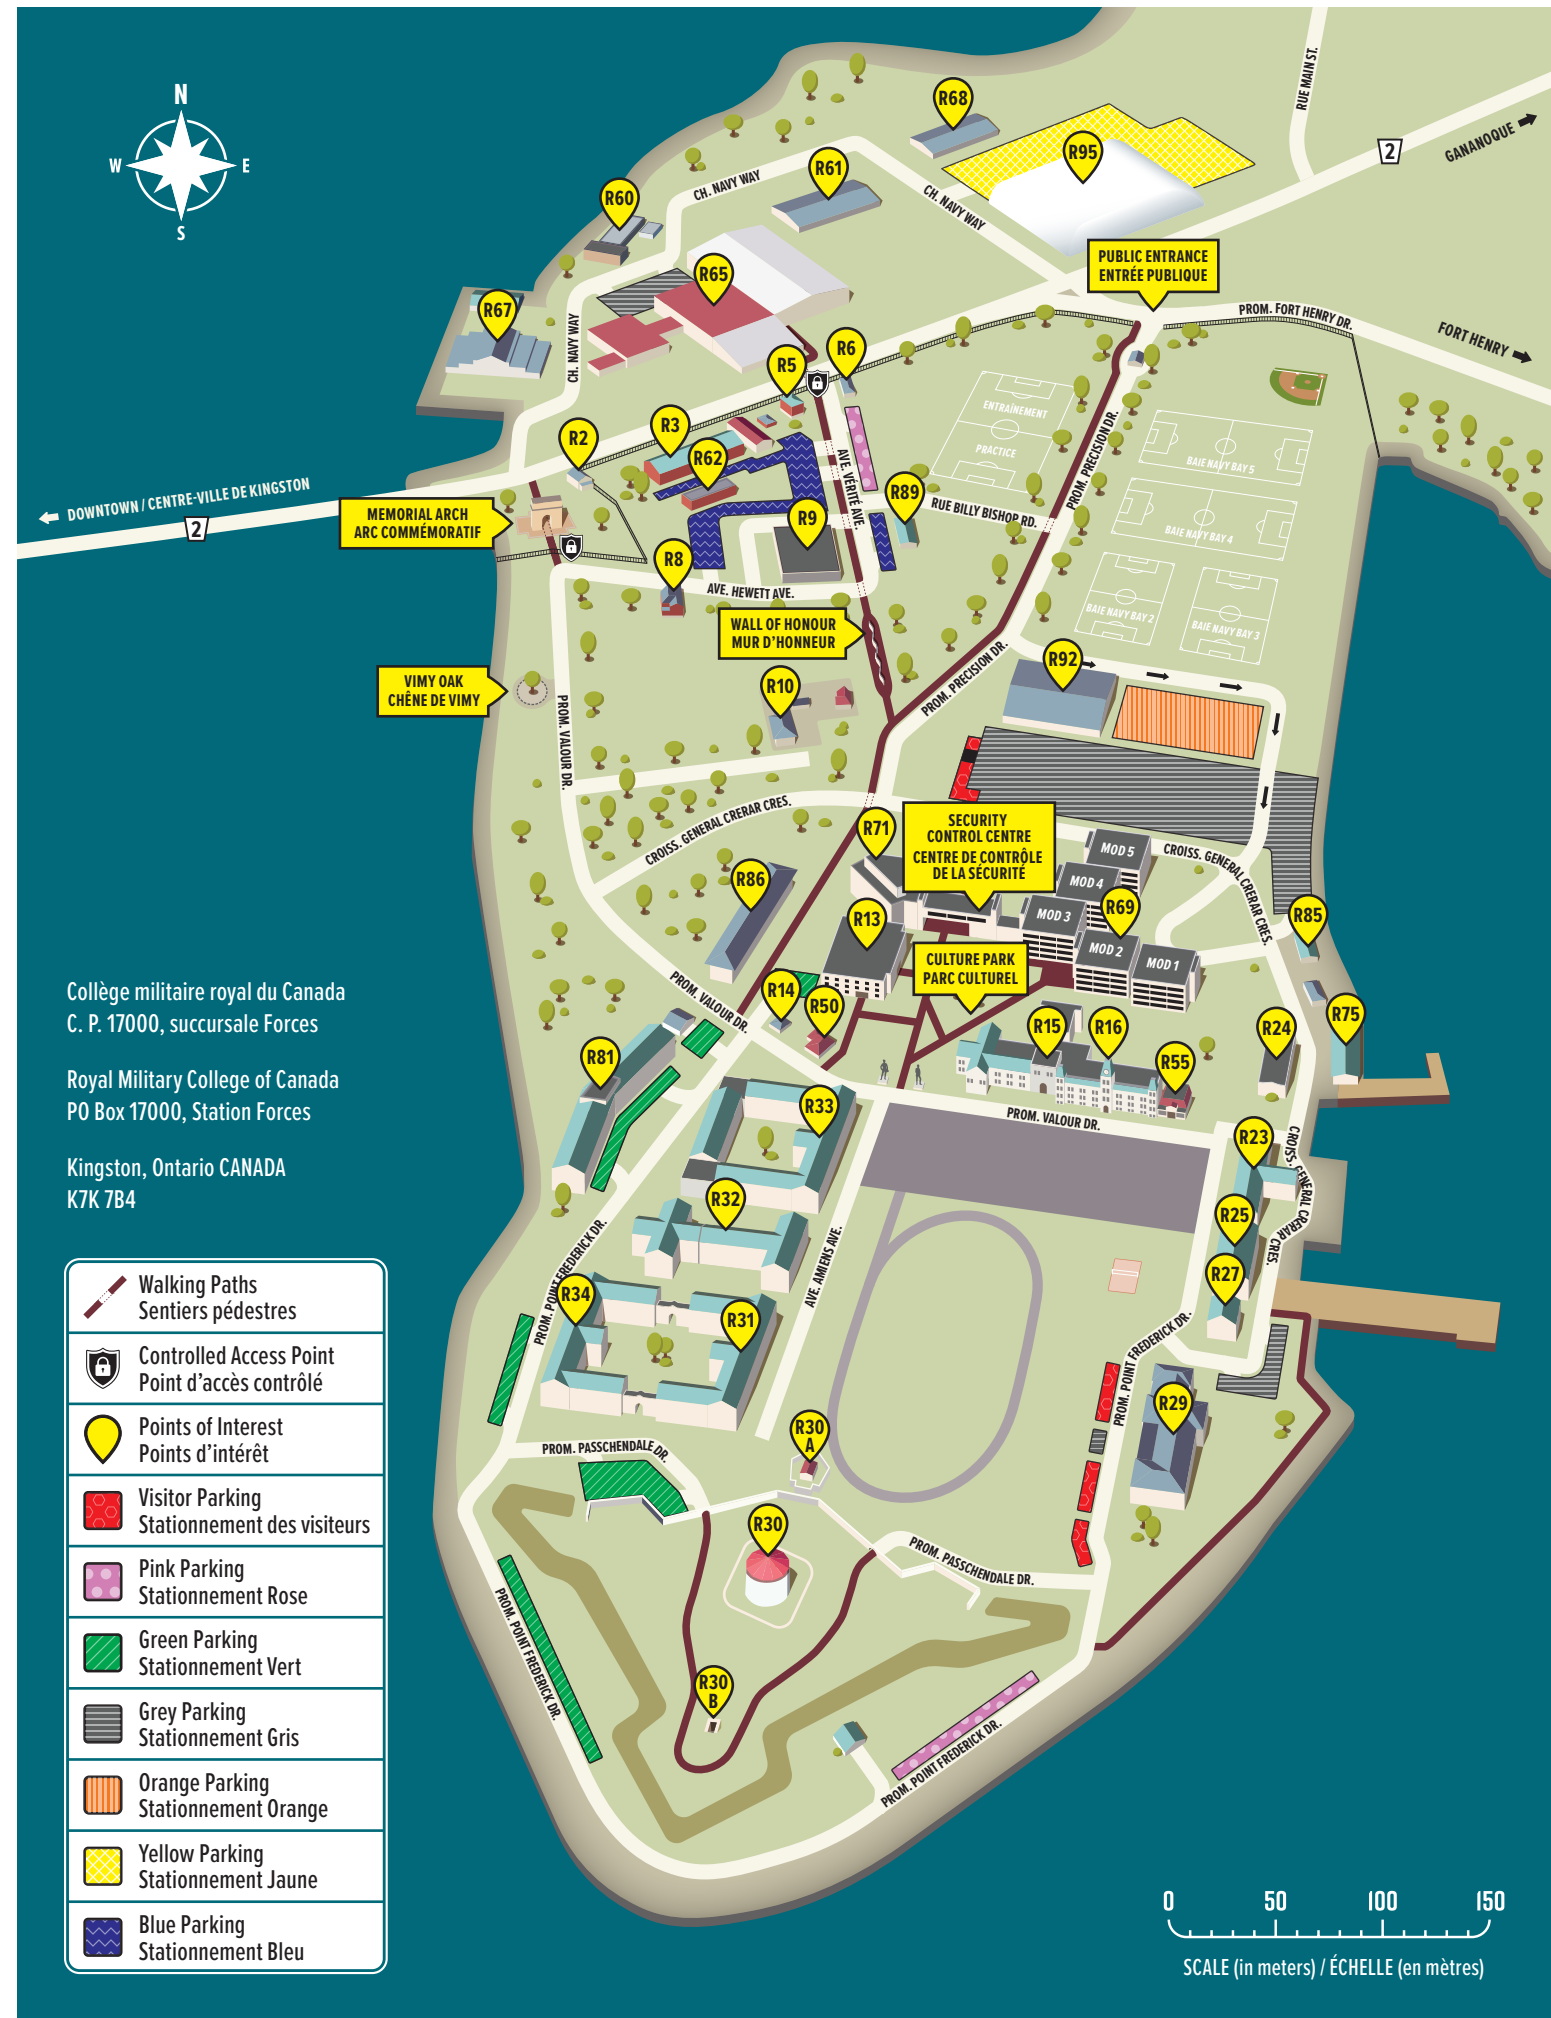 N
W
E
S
R68
R95
R61
R60
R65
R67
R6
R5
R3
R2
R62
R89
R9
R8
R10
R92
R71
R86
R13
R69
R85
R14
R50
R15
R16
R24
R75
R55
R81
R33
R23
R32
R25
R27
R34
R31
R29
R30
A
R30
R30
B
RUE MAIN ST.
2
GANANOQUE
CH. NAVY WAY
CH. NAVY WAY
CH. NAVY WAY
PUBLIC ENTRANCE
ENTRÉE PUBLIQUE
PROM. FORT HENRY DR.
FORT HENRY
ENTRAÎNEMENT
PRACTICE
PROM. PRECISION DR.
BAIE NAVY BAY 5
BAIE NAVY BAY 4
BAIE NAVY BAY 2
BAIE NAVY BAY 3
AVE. VÉRITÉ AVE.
RUE BILLY BISHOP RD.
DOWNTOWN / CENTRE-VILLE DE KINGSTON
2
MEMORIAL ARCH
ARC COMMÉMORATIF
AVE. HEWETT AVE.
WALL OF HONOUR
MUR D'HONNEUR
PROM. PRECISION DR.
VIMY OAK
CHÊNE DE VIMY
PROM. VALOUR DR.
CROISS. GENERAL CRERAR CRES.
SECURITY
CONTROL CENTRE
CENTRE DE CONTRÔLE
DE LA SÉCURITÉ
MOD 5
MOD 4
MOD 3
MOD 2
MOD 1
CROISS. GENERAL CRERAR CRES.
CULTURE PARK
PARC CULTUREL
PROM. VALOUR DR.
PROM. VALOUR DR.
CROISS. GENERAL CRERAR CRES.
PROM. POINT FREDERICK DR.
AVE. AMIENS AVE.
PROM. POINT FREDERICK DR.
PROM. PASSCHENDALE DR.
PROM. PASSCHENDALE DR.
PROM. POINT FREDERICK DR.
PROM. POINT FREDERICK DR.
Collège militaire royal du Canada
C. P. 17000, succursale Forces
Royal Military College of Canada
PO Box 17000, Station Forces
Kingston, Ontario CANADA
K7K 7B4
Walking Paths
Sentiers pédestres
Controlled Access Point
Point d'accès contrôlé
Points of Interest
Points d'intérêt
Visitor Parking
Stationnement des visiteurs
Pink Parking
Stationnement Rose
Green Parking
Stationnement Vert
Grey Parking
Stationnement Gris
Orange Parking
Stationnement Orange
Yellow Parking
Stationnement Jaune
Blue Parking
Stationnement Bleu
0 50 100 150
SCALE (in meters) / ÉCHELLE (en mètres)